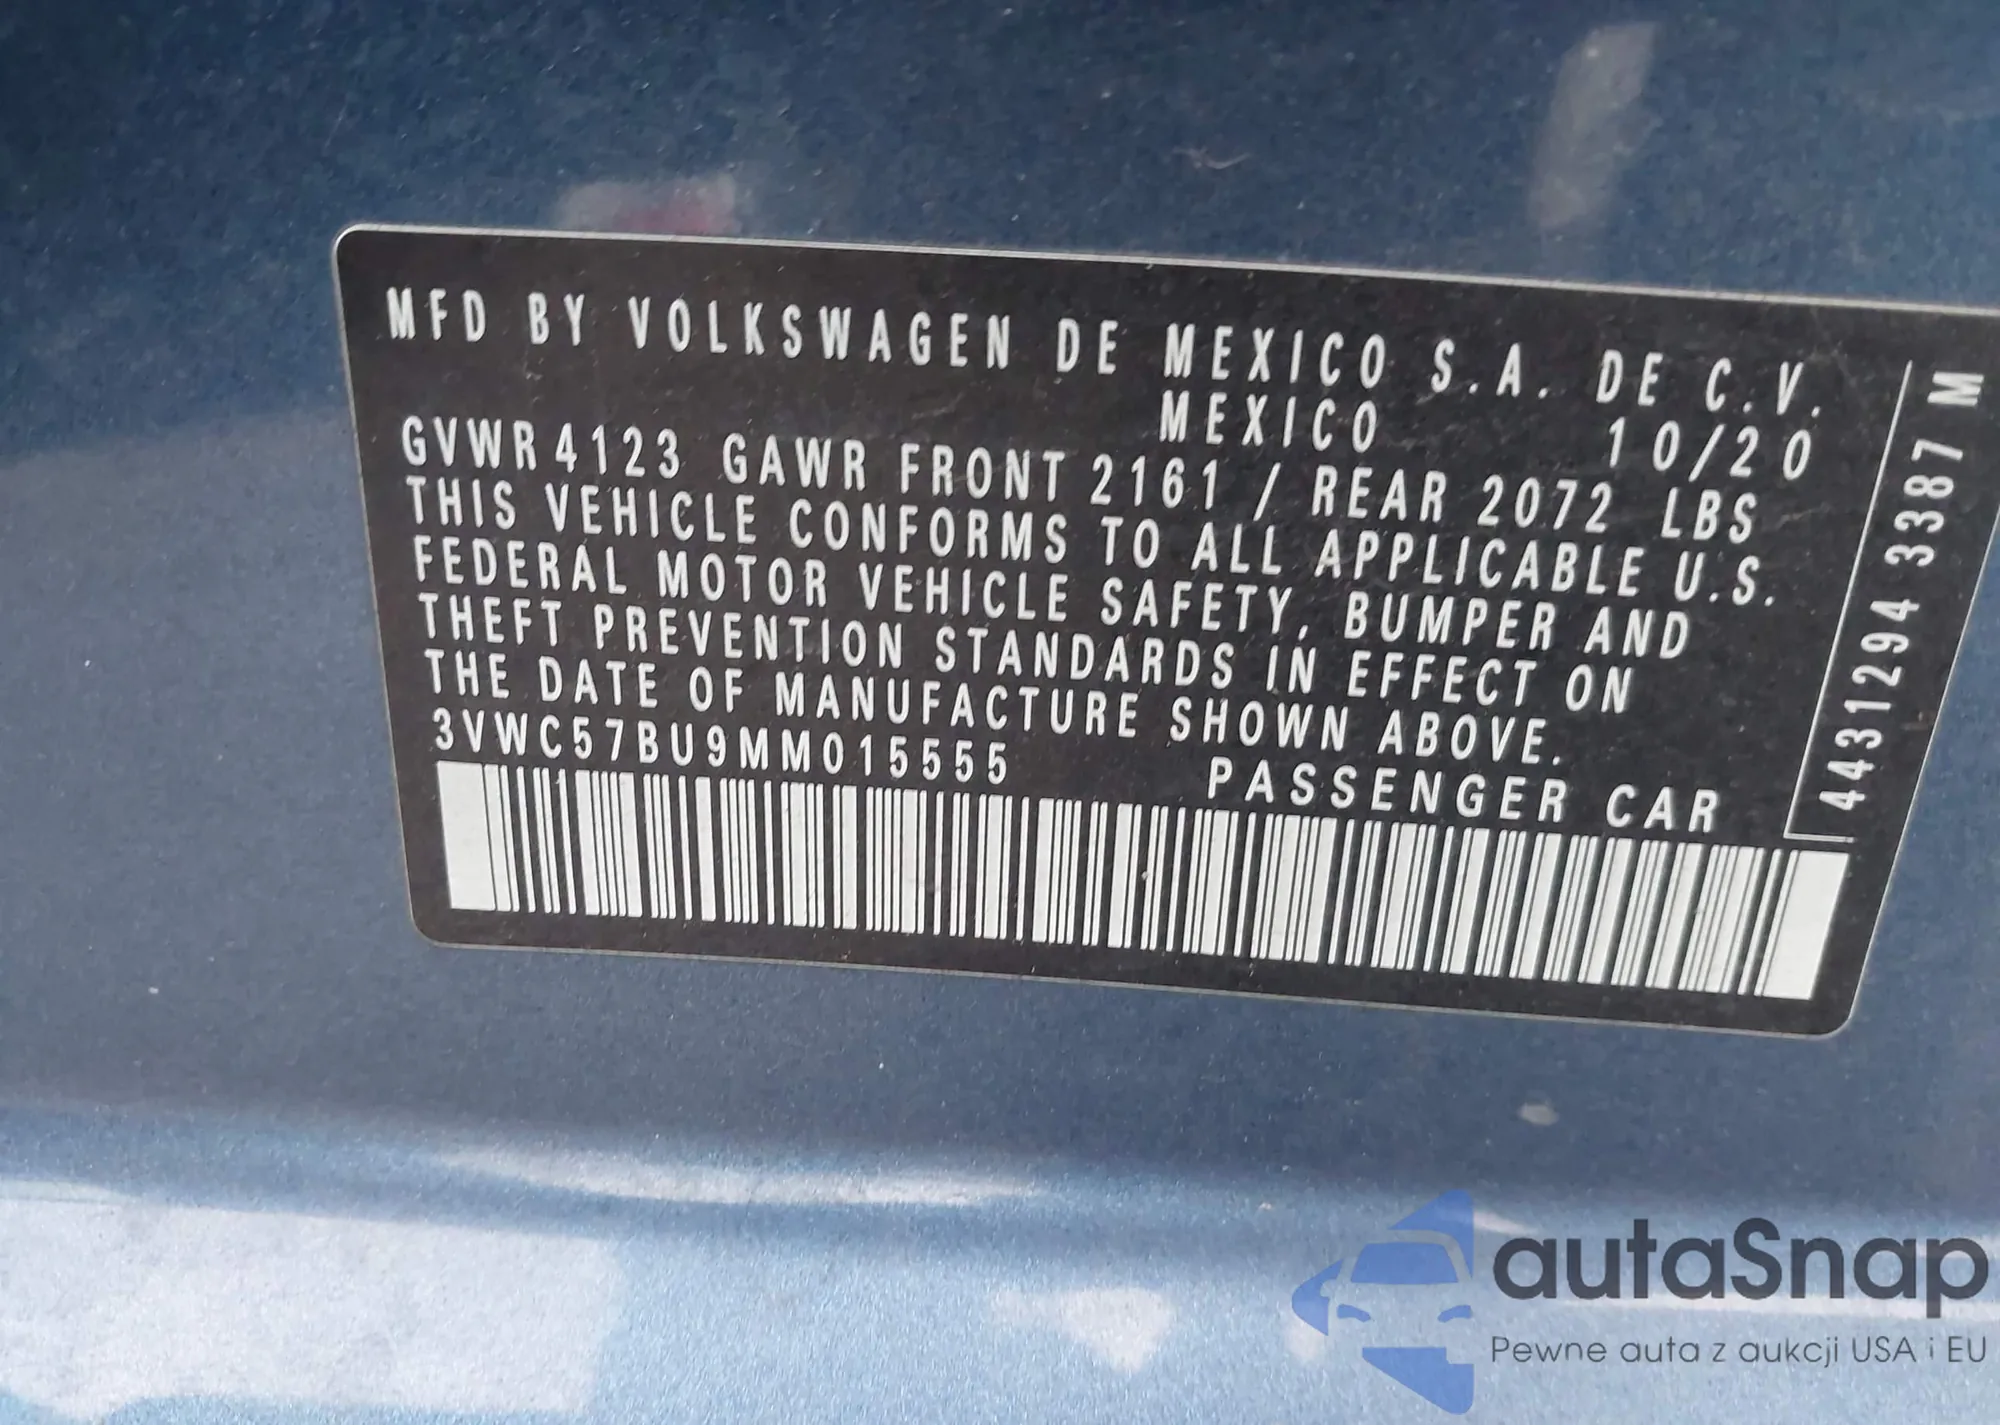 MFD BY VOLKSWAGEN DE MEXICO S.A. DE C.V.
MEXICO 10/20
GVWR 4123 GAWR FRONT 2161 / REAR 2072 LBS
THIS VEHICLE CONFORMS TO ALL APPLICABLE U.S.
FEDERAL MOTOR VEHICLE SAFETY, BUMPER AND
THEFT PREVENTION STANDARDS IN EFFECT ON
THE DATE OF MANUFACTURE SHOWN ABOVE.
3VWC57BU9MM015555 PASSENGER CAR
4431294 3387 M
autaSnap
Pewne auta z aukcji USA i EU